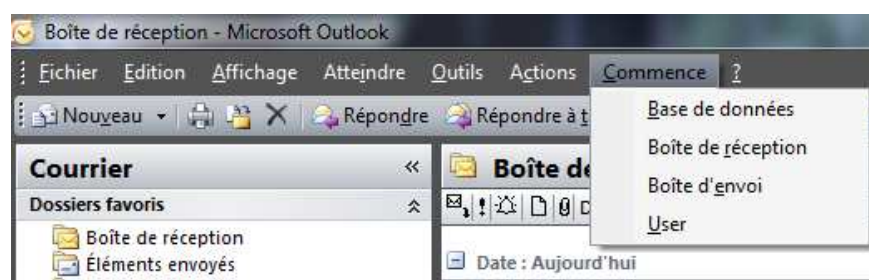 Boîte de réception - Microsoft Outlook
Fichier Edition Affichage Atteindre Outils Actions Commence ?
Nouveau Répondre Répondre à t
Base de données
Boîte de réception
Boîte d'envoi
User
Courrier « Boîte de
Dossiers favoris
Boîte de réception
Éléments envoyés
Date : Aujourd'hui